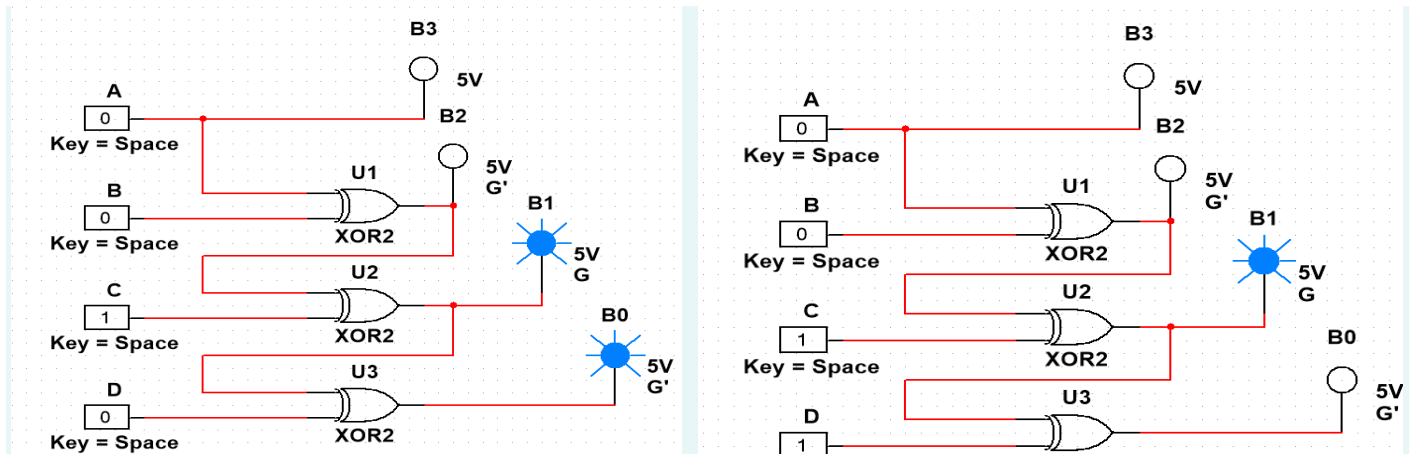 B3
5V
A
0
Key = Space
B2
5V
G'
U1
XOR2
B
0
Key = Space
B1
5V
G
U2
XOR2
C
1
Key = Space
B0
5V
G'
U3
XOR2
D
0
Key = Space
B3
5V
A
0
Key = Space
B2
5V
G'
U1
XOR2
B
0
Key = Space
B1
5V
G
U2
XOR2
C
1
Key = Space
B0
5V
G'
U3
D
1